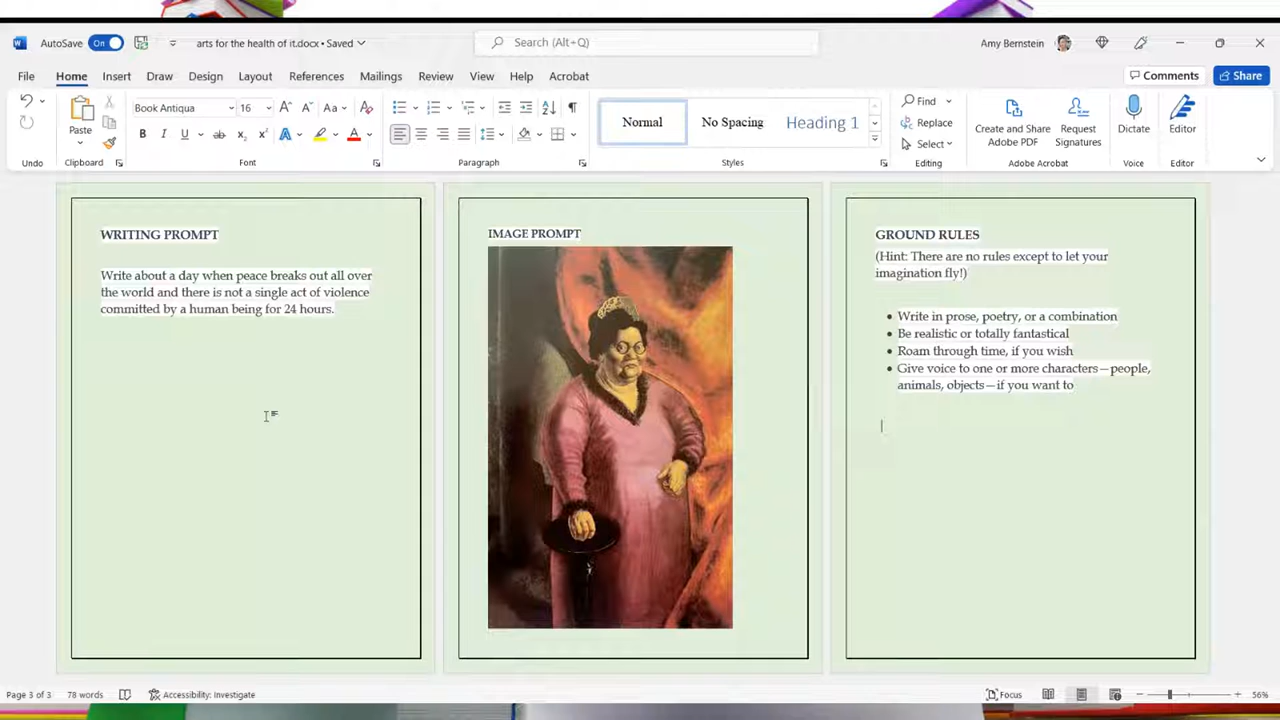 AutoSave On arts for the health of it.docx • Saved Search (Alt+Q) Amy Bernstein
File Home Insert Draw Design Layout References Mailings Review View Help Acrobat Comments Share
Paste
Book Antiqua 16
Normal
No Spacing
Heading 1
Find
Replace
Select
Create and Share
Adobe PDF
Request
Signatures
Dictate
Editor
Undo Clipboard Font Paragraph Styles Editing Adobe Acrobat Voice Editor
WRITING PROMPT
Write about a day when peace breaks out all over
the world and there is not a single act of violence
committed by a human being for 24 hours.
IMAGE PROMPT
GROUND RULES
(Hint: There are no rules except to let your
imagination fly!)
• Write in prose, poetry, or a combination
• Be realistic or totally fantastical
• Roam through time, if you wish
• Give voice to one or more characters—people,
animals, objects—if you want to
Page 3 of 3 78 words Accessibility: Investigate Focus 56%